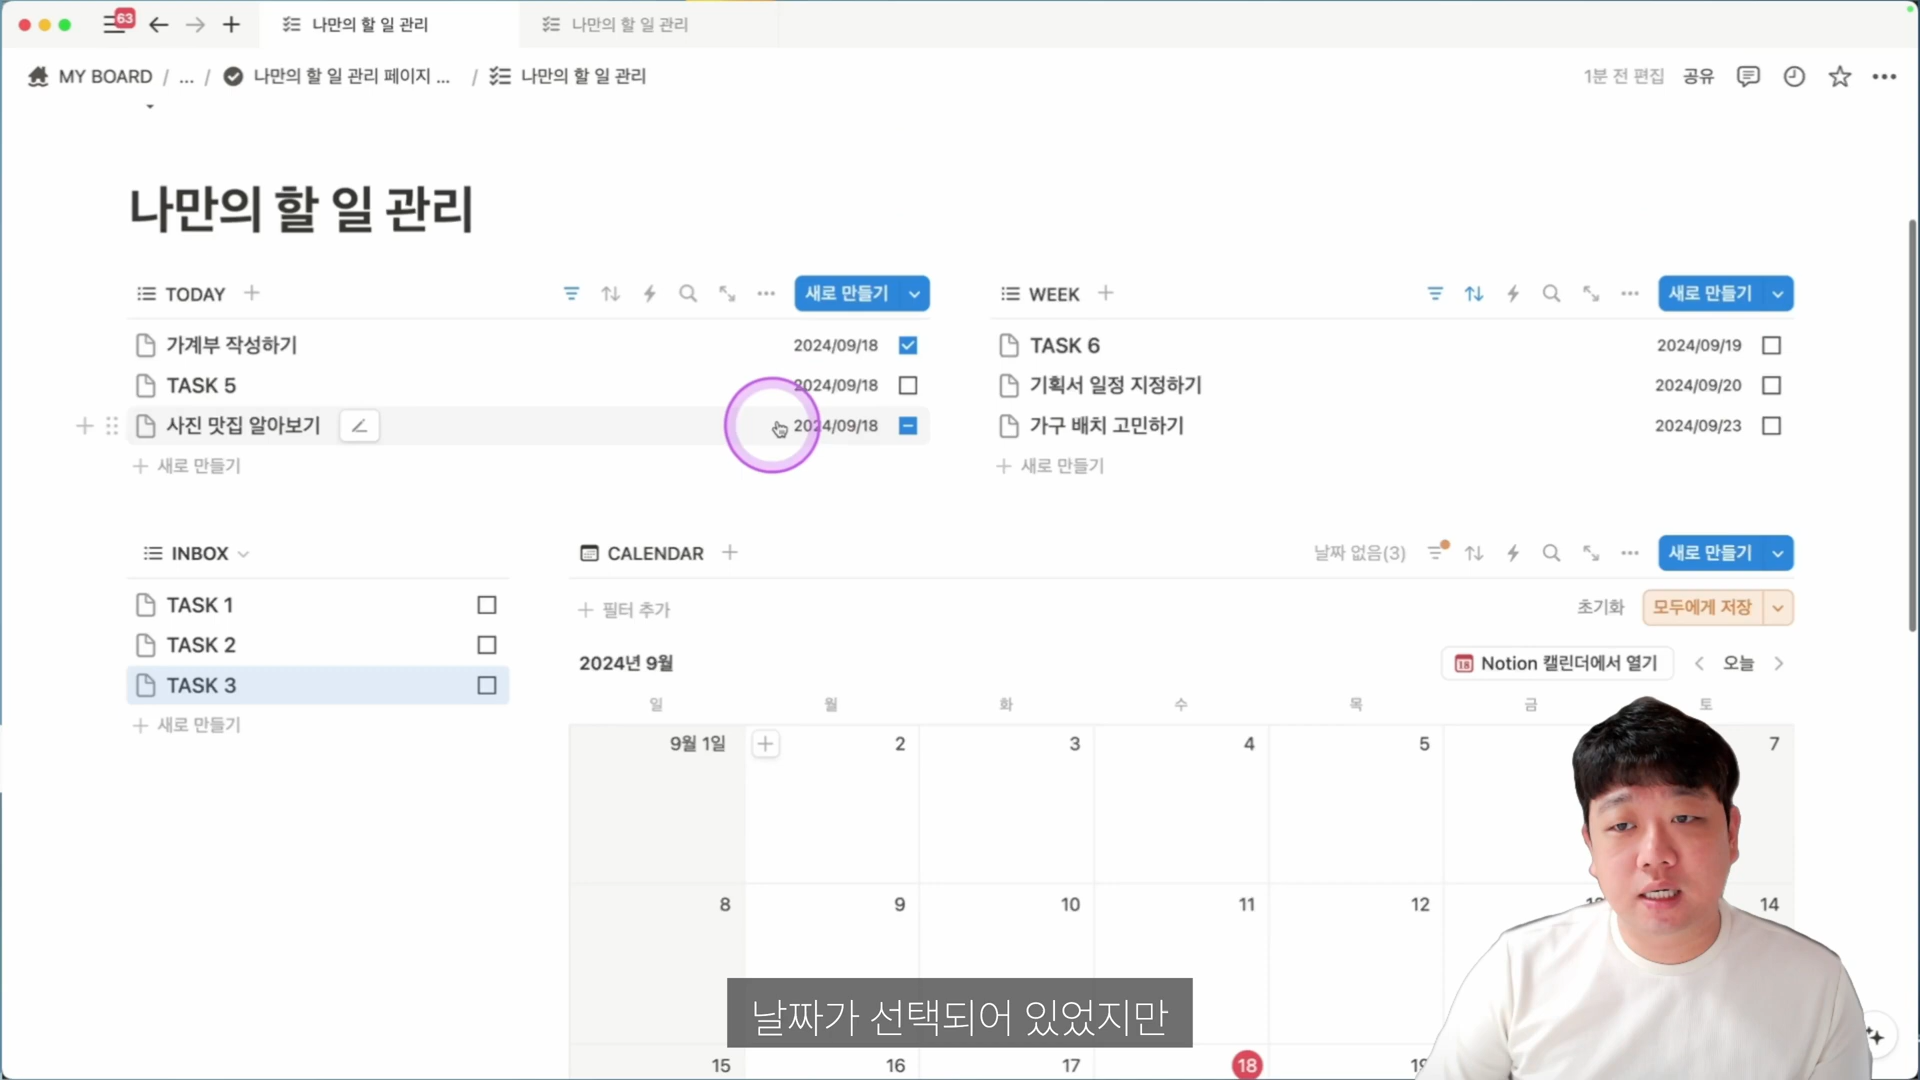 63
나만의 할 일 관리
나만의 할 일 관리
MY BOARD / ... / 나만의 할 일 관리 페이지 ... / 나만의 할 일 관리
1분 전 편집 공유
나만의 할 일 관리
TODAY
새로 만들기
가계부 작성하기 2024/09/18
TASK 5 2024/09/18
사진 맛집 알아보기 2024/09/18
새로 만들기
WEEK
새로 만들기
TASK 6 2024/09/19
기획서 일정 지정하기 2024/09/20
가구 배치 고민하기 2024/09/23
새로 만들기
INBOX
TASK 1
TASK 2
TASK 3
새로 만들기
CALENDAR
날짜 없음(3)
새로 만들기
필터 추가
초기화 모두에게 저장
2024년 9월
18 Notion 캘린더에서 열기 오늘
일 월 화 수 목 금 토
9월 1일 2 3 4 5 7
8 9 10 11 12 14
15 16 17 18
날짜가 선택되어 있었지만